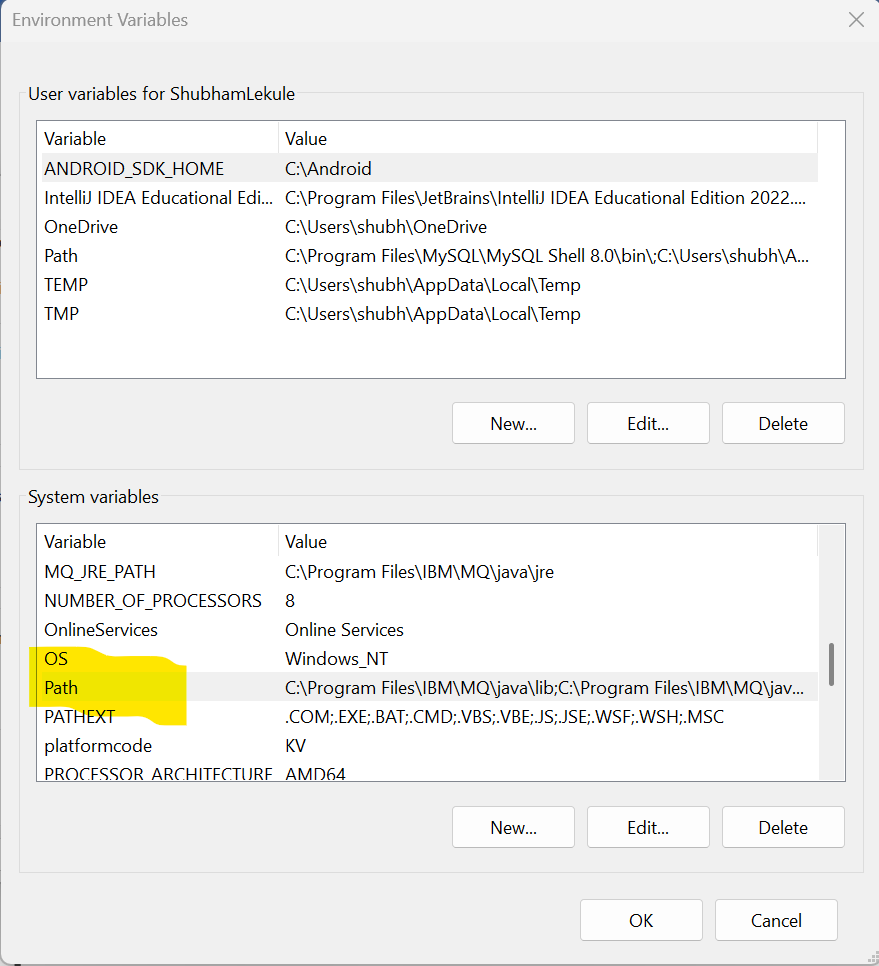 Environment Variables
User variables for ShubhamLekule
Variable Value
ANDROID_SDK_HOME C:\Android
IntelliJ IDEA Educational Edi... C:\Program Files\JetBrains\IntelliJ IDEA Educational Edition 2022....
OneDrive C:\Users\shubh\OneDrive
Path C:\Program Files\MySQL\MySQL Shell 8.0\bin\;C:\Users\shubh\A...
TEMP C:\Users\shubh\AppData\Local\Temp
TMP C:\Users\shubh\AppData\Local\Temp
New... Edit... Delete
System variables
Variable Value
MQ_JRE_PATH C:\Program Files\IBM\MQ\java\jre
NUMBER_OF_PROCESSORS 8
OnlineServices Online Services
OS Windows_NT
Path C:\Program Files\IBM\MQ\java\lib;C:\Program Files\IBM\MQ\jav...
PATHEXT .COM;.EXE;.BAT;.CMD;.VBS;.VBE;.JS;.JSE;.WSF;.WSH;.MSC
platformcode KV
PROCESSOR_ARCHITECTURE AMD64
New... Edit... Delete
OK Cancel